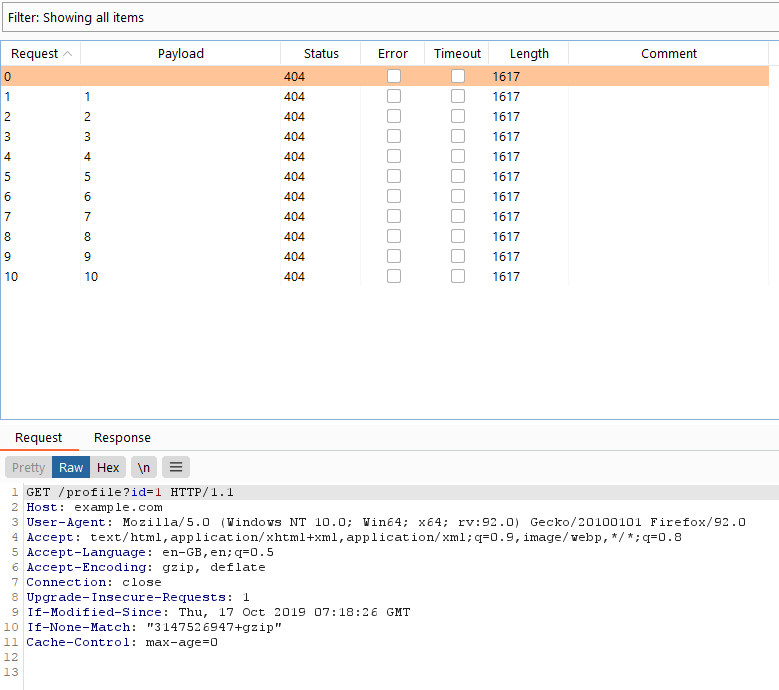 Filter: Showing all items
Request Payload Status Error Timeout Length Comment
0 404 1617
1 1 404 1617
2 2 404 1617
3 3 404 1617
4 4 404 1617
5 5 404 1617
6 6 404 1617
7 7 404 1617
8 8 404 1617
9 9 404 1617
10 10 404 1617
Request Response
Pretty Raw Hex \n
1 GET /profile?id=1 HTTP/1.1
2 Host: example.com
3 User-Agent: Mozilla/5.0 (Windows NT 10.0; Win64; x64; rv:92.0) Gecko/20100101 Firefox/92.0
4 Accept: text/html,application/xhtml+xml,application/xml;q=0.9,image/webp,*/*;q=0.8
5 Accept-Language: en-GB,en;q=0.5
6 Accept-Encoding: gzip, deflate
7 Connection: close
8 Upgrade-Insecure-Requests: 1
9 If-Modified-Since: Thu, 17 Oct 2019 07:18:26 GMT
10 If-None-Match: "3147526947+gzip"
11 Cache-Control: max-age=0
12
13